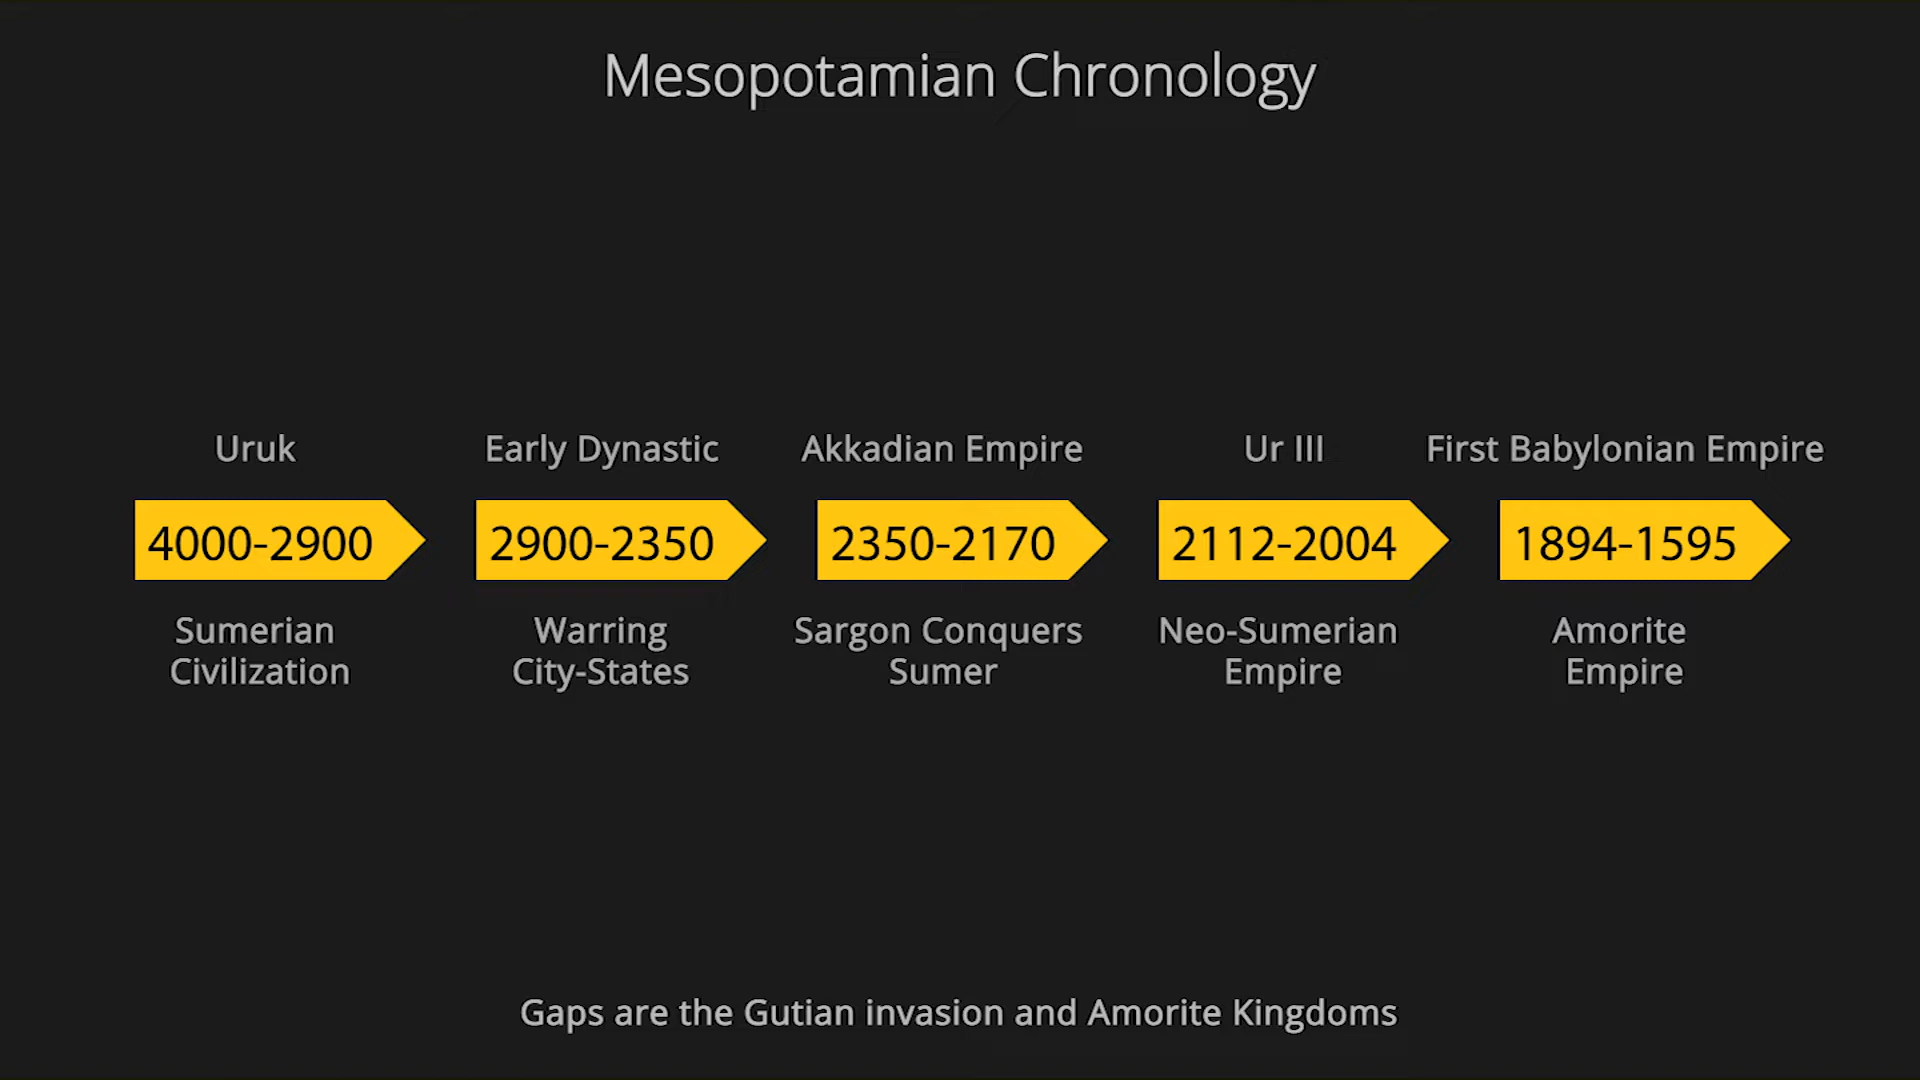 Mesopotamian Chronology
Uruk
Early Dynastic
Akkadian Empire
Ur III
First Babylonian Empire
4000-2900
2900-2350
2350-2170
2112-2004
1894-1595
Sumerian
Civilization
Warring
City-States
Sargon Conquers
Sumer
Neo-Sumerian
Empire
Amorite
Empire
Gaps are the Gutian invasion and Amorite Kingdoms